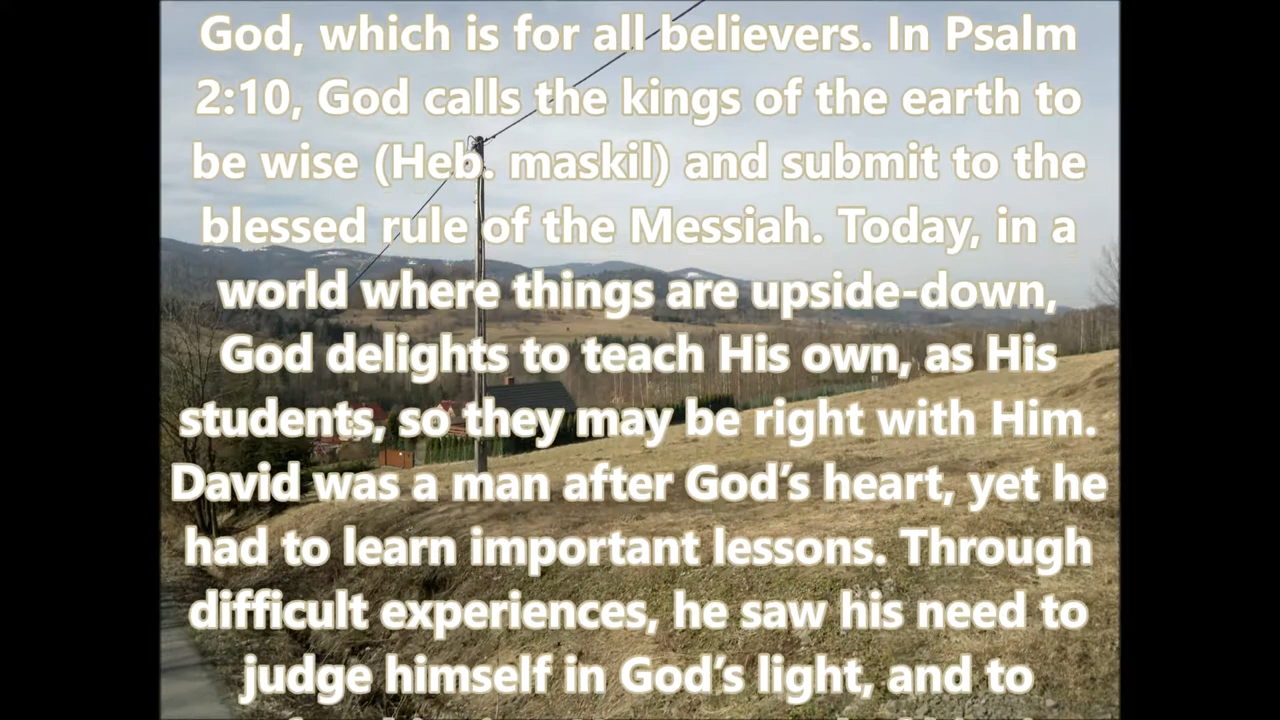 God, which is for all believers. In Psalm
2:10, God calls the kings of the earth to
be wise (Heb. maskil) and submit to the
blessed rule of the Messiah. Today, in a
world where things are upside-down,
God delights to teach His own, as His
students, so they may be right with Him.
David was a man after God’s heart, yet he
had to learn important lessons. Through
difficult experiences, he saw his need to
judge himself in God’s light, and to